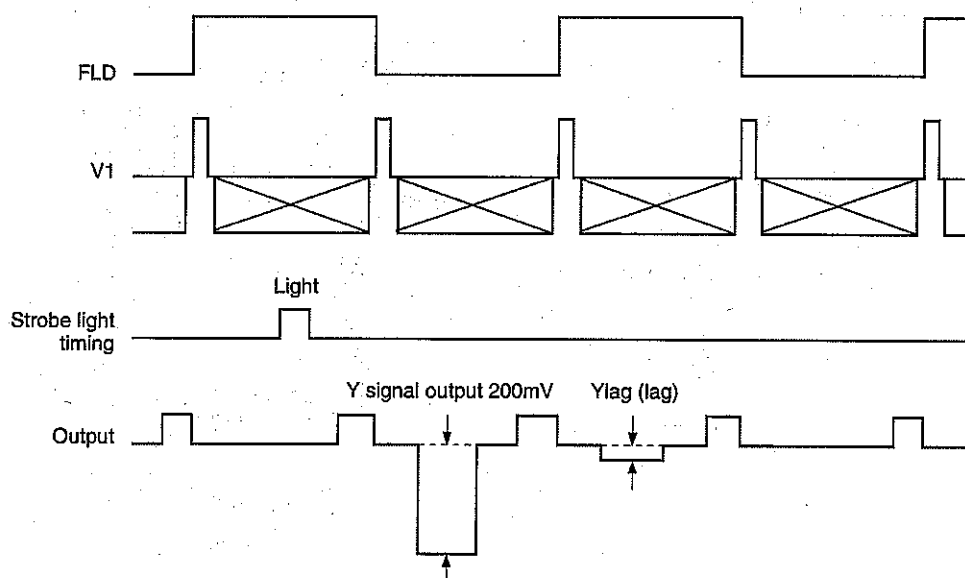 FLD
V1
Light
Strobe light
timing
Y signal output 200mV
Ylag (lag)
Output